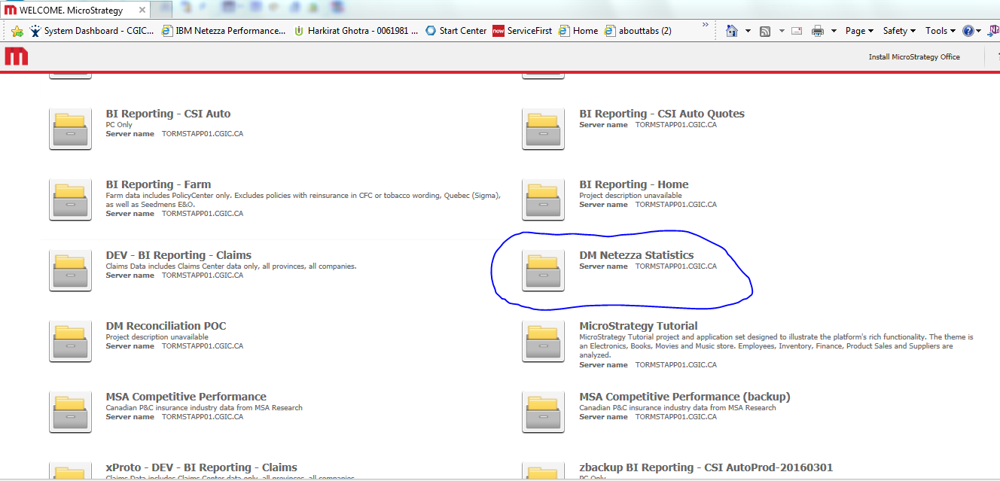 WELCOME. MicroStrategy
System Dashboard - CGIC...
IBM Netezza Performance...
Harkirat Ghotra - 0061981 ...
Start Center
now
ServiceFirst
Home
abouttabs (2)
»
Page
Safety
Tools
Install MicroStrategy Office
BI Reporting - CSI Auto
PC Only
Server name TORMSTAPP01.CGIC.CA
BI Reporting - CSI Auto Quotes
Server name TORMSTAPP01.CGIC.CA
BI Reporting - Farm
Farm data includes PolicyCenter only. Excludes policies with reinsurance in CFC or tobacco wording, Quebec (Sigma),
as well as Seedmens E&O.
Server name TORMSTAPP01.CGIC.CA
BI Reporting - Home
Project description unavailable
Server name TORMSTAPP01.CGIC.CA
DEV - BI Reporting - Claims
Claims Data includes Claims Center data only, all provinces, all companies.
Server name TORMSTAPP01.CGIC.CA
DM Netezza Statistics
Server name TORMSTAPP01.CGIC.CA
DM Reconciliation POC
Project description unavailable
Server name TORMSTAPP01.CGIC.CA
MicroStrategy Tutorial
MicroStrategy Tutorial project and application set designed to illustrate the platform's rich functionality. The theme is
an Electronics, Books, Movies and Music store. Employees, Inventory, Finance, Product Sales and Suppliers are
analyzed.
Server name TORMSTAPP01.CGIC.CA
MSA Competitive Performance
Canadian P&C insurance industry data from MSA Research
Server name TORMSTAPP01.CGIC.CA
MSA Competitive Performance (backup)
Canadian P&C insurance industry data from MSA Research
Server name TORMSTAPP01.CGIC.CA
xProto - DEV - BI Reporting - Claims
Claims Data includes Claims Center data only, all provinces, all companies.
zbackup BI Reporting - CSI AutoProd-20160301
PC Only